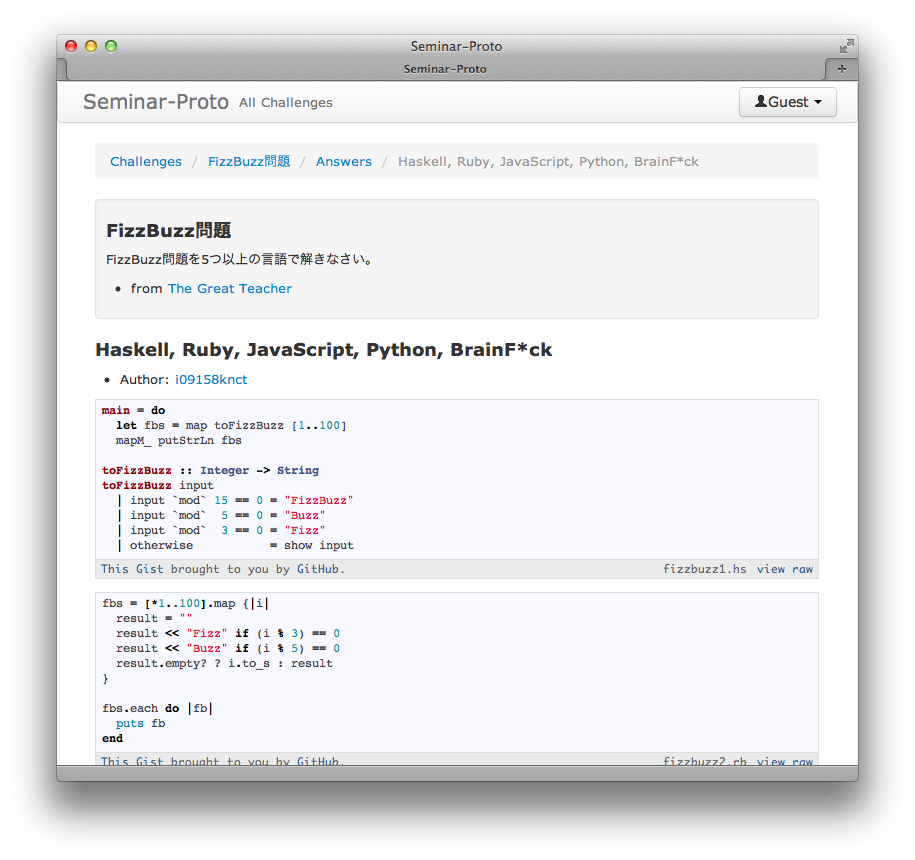 Seminar-Proto
Seminar-Proto
Seminar-Proto All Challenges Guest
Challenges / FizzBuzz問題 / Answers / Haskell, Ruby, JavaScript, Python, BrainF*ck
FizzBuzz問題
FizzBuzz問題を5つ以上の言語で解きなさい。
• from The Great Teacher
Haskell, Ruby, JavaScript, Python, BrainF*ck
• Author: i09158knct
main = do
  let fbs = map toFizzBuzz [1..100]
  mapM_ putStrLn fbs
toFizzBuzz :: Integer -> String
toFizzBuzz input
  | input `mod` 15 == 0 = "FizzBuzz"
  | input `mod`  5 == 0 = "Buzz"
  | input `mod`  3 == 0 = "Fizz"
  | otherwise           = show input
This Gist brought to you by GitHub. fizzbuzz1.hs view raw
fbs = [*1..100].map {|i|
  result = ""
  result << "Fizz" if (i % 3) == 0
  result << "Buzz" if (i % 5) == 0
  result.empty? ? i.to_s : result
}
fbs.each do |fb|
  puts fb
end
This Gist brought to you by GitHub. fizzbuzz2.rb view raw